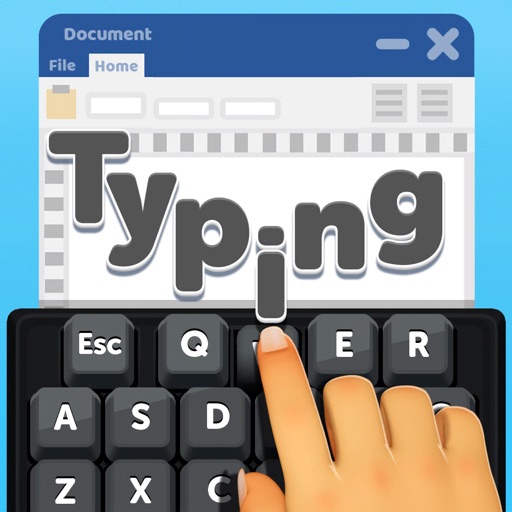 Document
File Home
Typing
Esc Q E R
A S D
Z X C